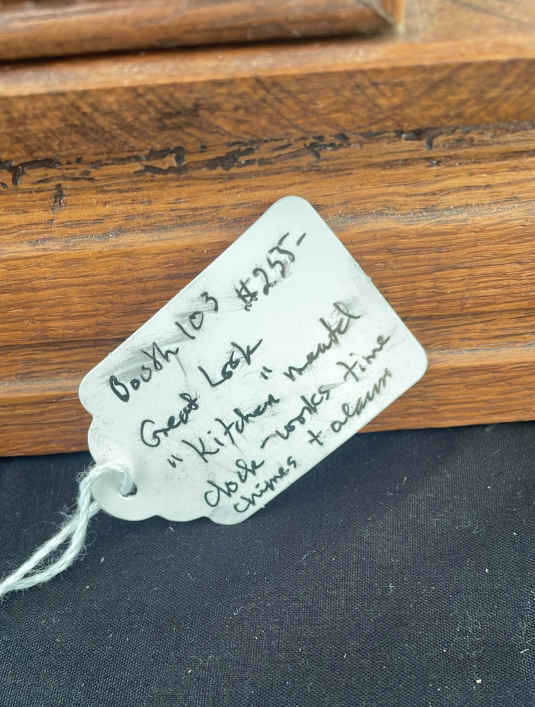 Booth 103 $255-
Great Look
"Kitchen" mantel
clock - works time
chimes + alarm